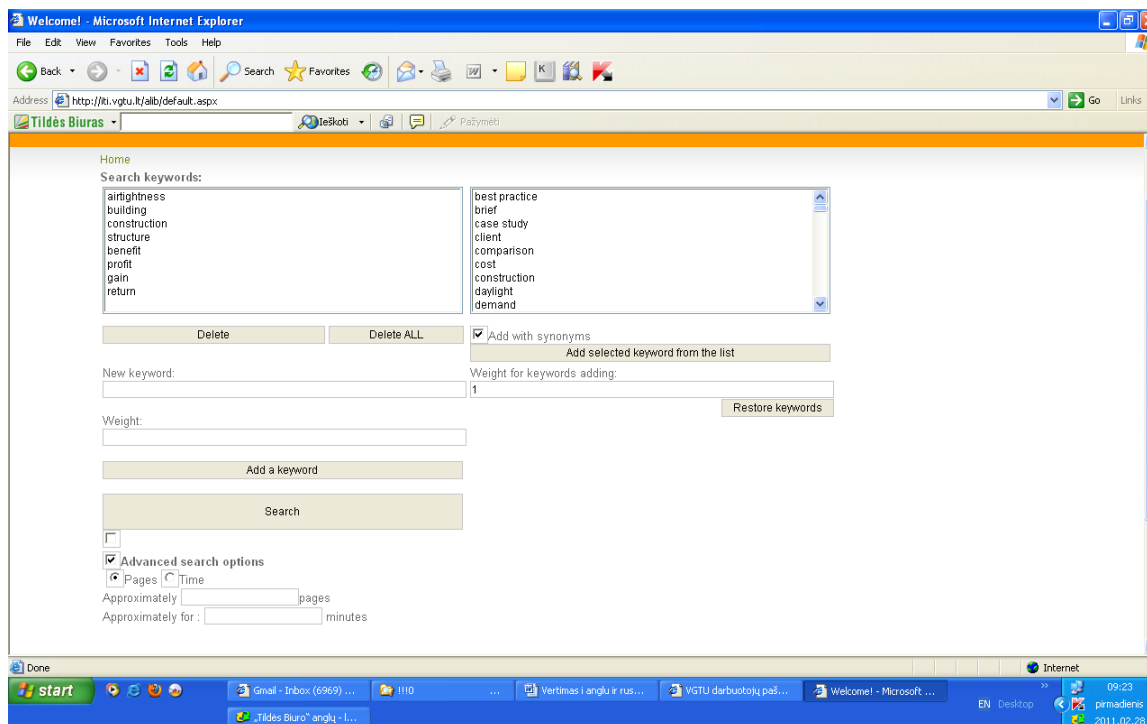 Welcome! - Microsoft Internet Explorer
File Edit View Favorites Tools Help
Back Search Favorites W K
Address http://iti.vgtu.lt/alib/default.aspx Go Links
Tildės Biuras Ieškoti Pažymėti
Home
Search keywords:
airtightness
building
construction
structure
benefit
profit
gain
return
best practice
brief
case study
client
comparison
cost
construction
daylight
demand
Delete Delete ALL Add with synonyms
Add selected keyword from the list
New keyword: Weight for keywords adding:
1
Restore keywords
Weight:
Add a keyword
Search
Advanced search options
Pages Time
Approximately pages
Approximately for : minutes
Done Internet
start Gmail - Inbox (6969) ... !!!0 ... Vertimas i anglu ir rus... VGTU darbuotojų paš... Welcome! - Microsoft ... 09:23
EN Desktop pirmadienis
„Tildės Biuro" anglų - l... 2011.02.28